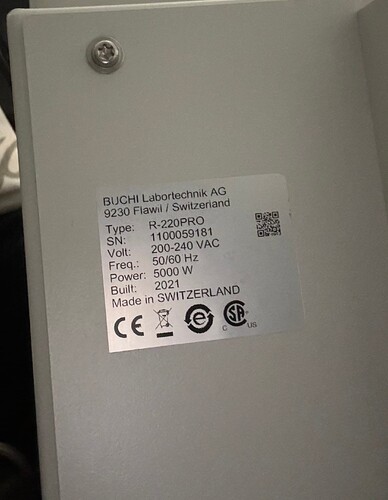 BUCHI Labortechnik AG
9230 Flawil / Switzerland
Type: R-220PRO
SN: 1100059181
Volt: 200-240 VAC
Freq.: 50/60 Hz
Power: 5000 W
Built: 2021
Made in SWITZERLAND
CE e C SA US